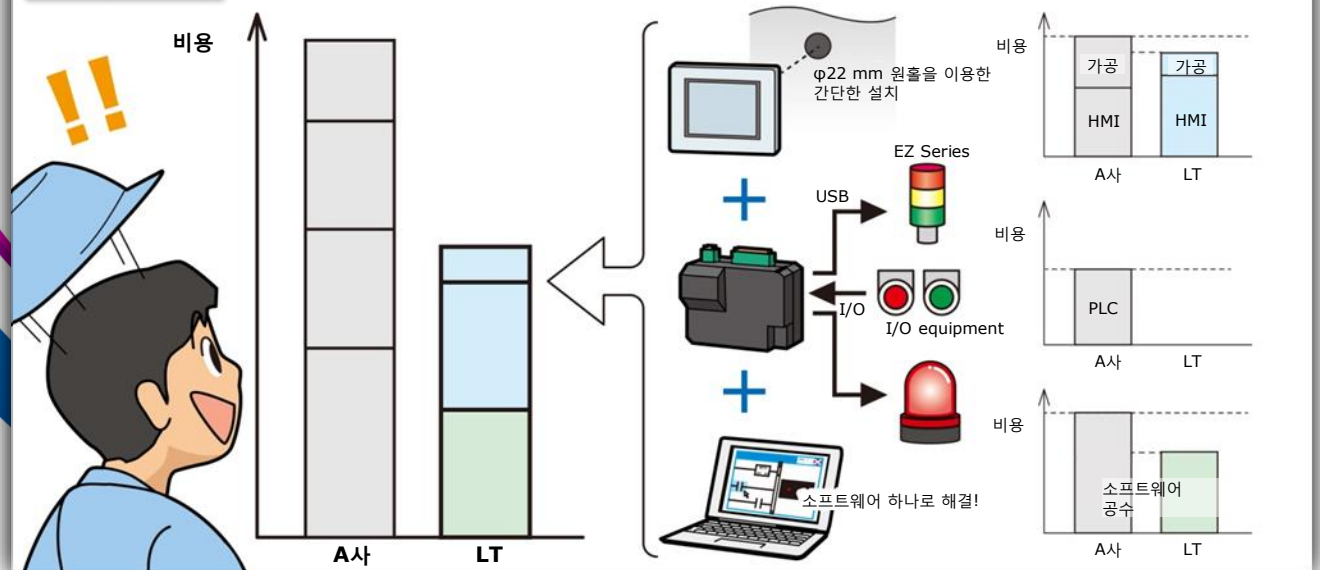 비용
A사
LT
φ22 mm 원홀을 이용한
간단한 설치
EZ Series
USB
I/O
I/O equipment
소프트웨어 하나로 해결!
비용
가공
가공
HMI
HMI
A사
LT
비용
PLC
A사
LT
비용
소프트웨어
공수
A사
LT